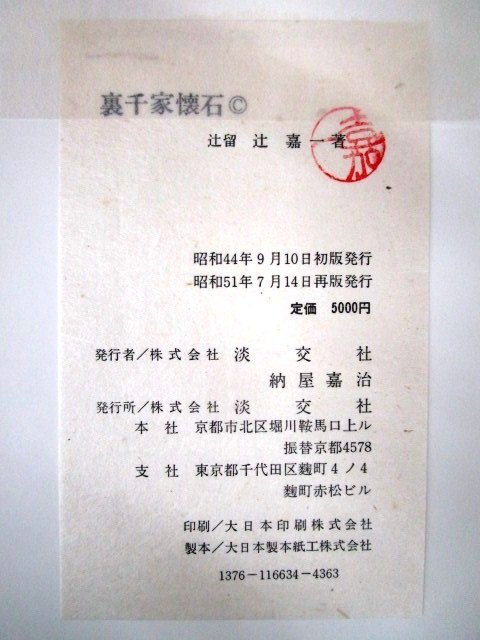 裏千家懐石©
辻留 辻 嘉一著
嘉
昭和44年9月10日初版発行
昭和51年7月14日再版発行
定価 5000円
発行者/株式会社 淡 交 社
納屋嘉治
発行所/株式会社 淡 交 社
本 社 京都市北区堀川鞍馬口上ル
振替京都4578
支 社 東京都千代田区麹町4ノ4
麹町赤松ビル
印刷/大日本印刷株式会社
製本/大日本製本紙工株式会社
1376-116634-4363